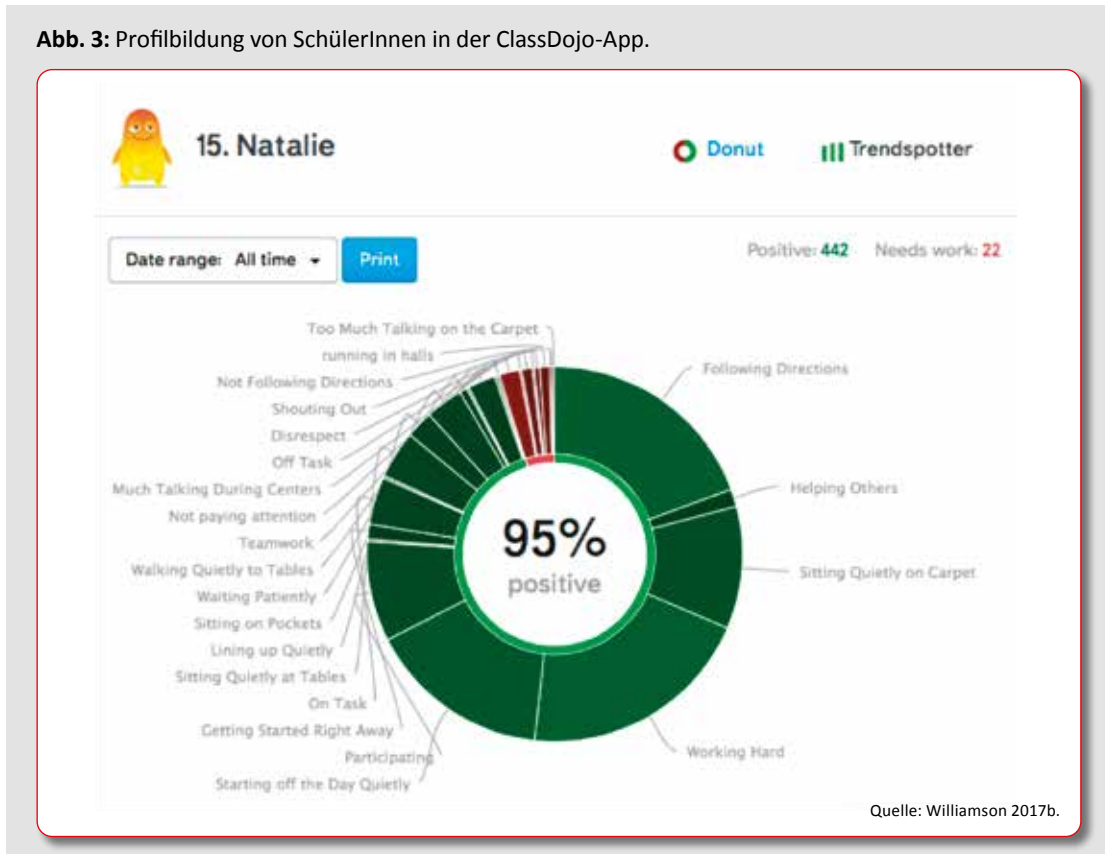 Abb. 3: Profilbildung von SchülerInnen in der ClassDojo-App.
15. Natalie
Donut
Trendspotter
Date range: All time
Print
Positive: 442 Needs work: 22
Too Much Talking on the Carpet
running in halls
Not Following Directions
Shouting Out
Disrespect
Off Task
Much Talking During Centers
Not paying attention
Teamwork
Walking Quietly to Tables
Waiting Patiently
Sitting on Pockets
Lining up Quietly
Sitting Quietly at Tables
On Task
Getting Started Right Away
Participating
Starting off the Day Quietly
Following Directions
Helping Others
Sitting Quietly on Carpet
Working Hard
95%
positive
Quelle: Williamson 2017b.